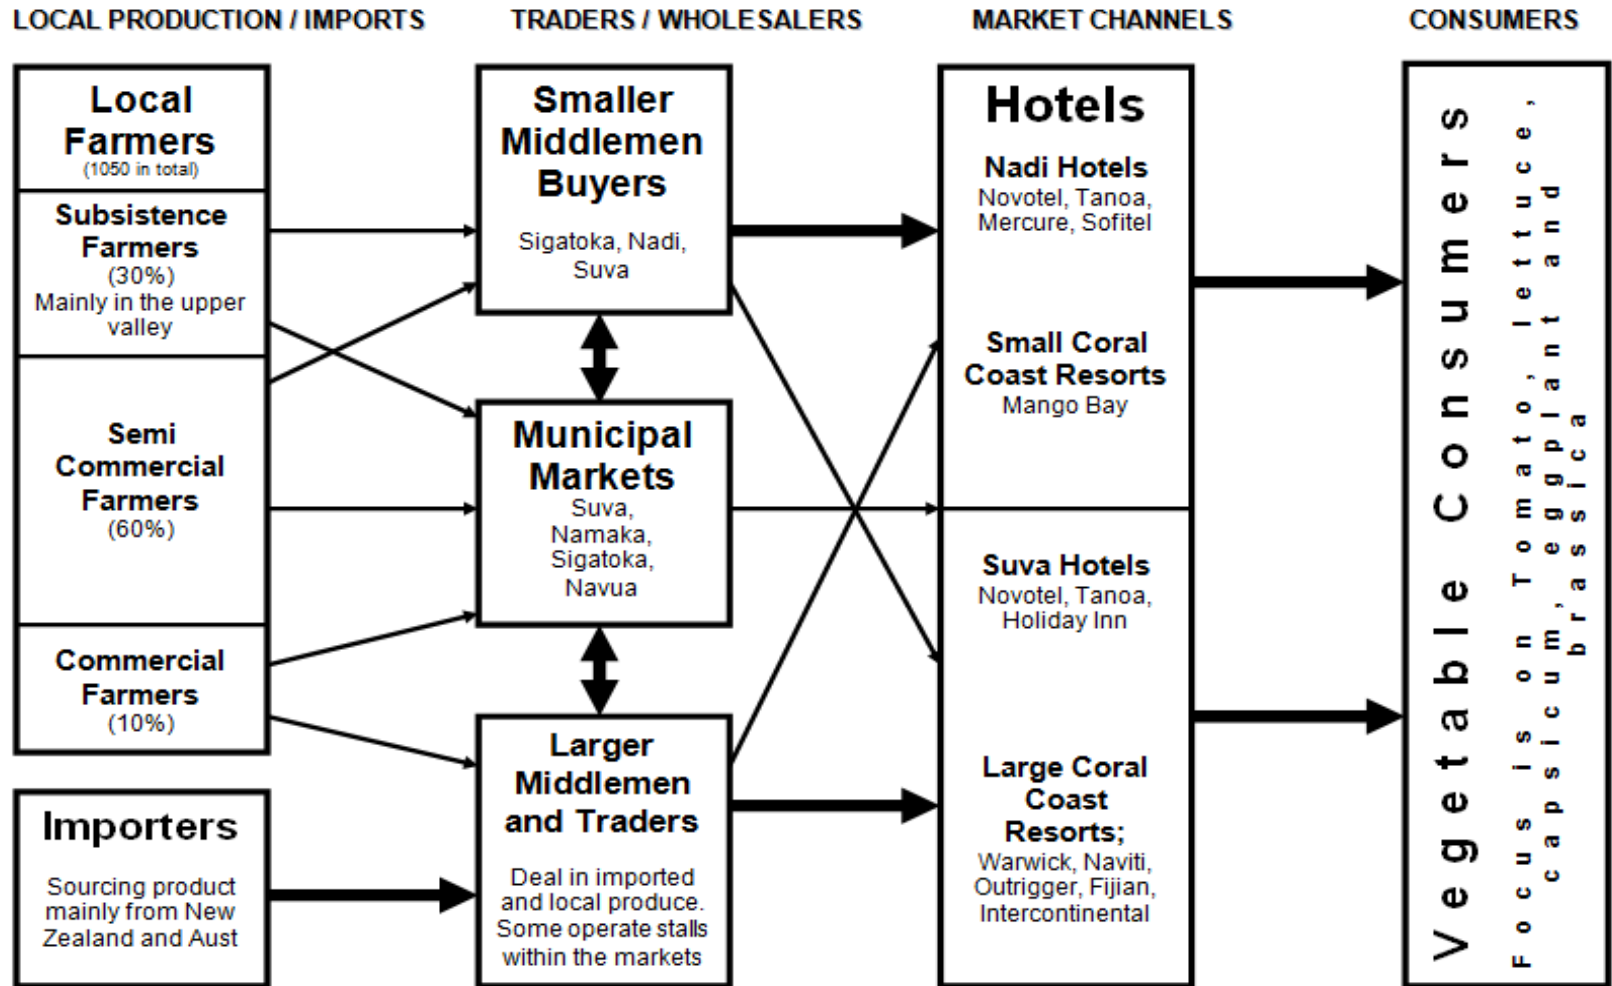 LOCAL PRODUCTION / IMPORTS
TRADERS / WHOLESALERS
MARKET CHANNELS
CONSUMERS
Local
Farmers
(1050 in total)
Subsistence
Farmers
(30%)
Mainly in the upper
valley
Semi
Commercial
Farmers
(60%)
Commercial
Farmers
(10%)
Importers
Sourcing product
mainly from New
Zealand and Aust
Smaller
Middlemen
Buyers
Sigatoka, Nadi,
Suva
Municipal
Markets
Suva,
Namaka,
Sigatoka,
Navua
Larger
Middlemen
and Traders
Deal in imported
and local produce.
Some operate stalls
within the markets
Hotels
Nadi Hotels
Novotel, Tanoa,
Mercure, Sofitel
Small Coral
Coast Resorts
Mango Bay
Suva Hotels
Novotel, Tanoa,
Holiday Inn
Large Coral
Coast
Resorts;
Warwick, Naviti,
Outrigger, Fijian,
Intercontinental
Vegetable Consumers
Focus is on Tomato, lettuce,
cuapsicum, eggplant and
brassica